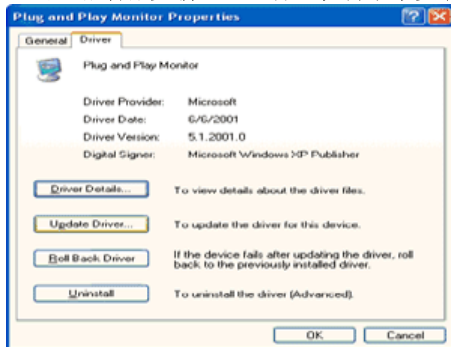 Plug and Play Monitor Properties
General Driver
Plug and Play Monitor
Driver Provider: Microsoft
Driver Date: 6/6/2001
Driver Version: 5.1.2001.0
Digital Signer: Microsoft Windows XP Publisher
Driver Details... To view details about the driver files.
Update Driver... To update the driver for this device.
Roll Back Driver If the device fails after updating the driver, roll
back to the previously installed driver.
Uninstall To uninstall the driver (Advanced).
OK Cancel